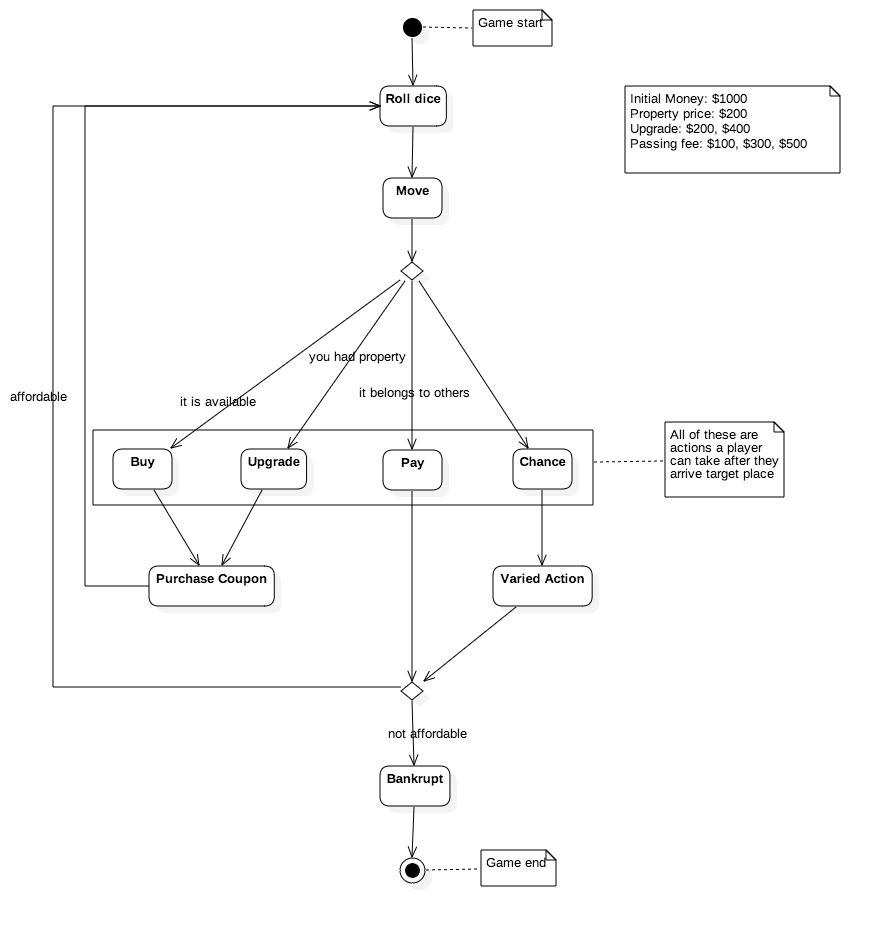 Game start
Roll dice
Initial Money: $1000
Property price: $200
Upgrade: $200, $400
Passing fee: $100, $300, $500
Move
you had property
it is available
it belongs to others
affordable
Buy
Upgrade
Pay
Chance
All of these are
actions a player
can take after they
arrive target place
Purchase Coupon
Varied Action
not affordable
Bankrupt
Game end